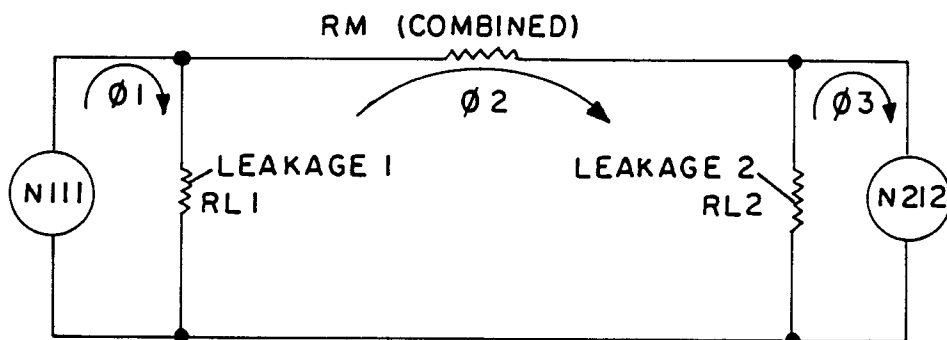 RM (COMBINED)
Ø1
Ø2
Ø3
LEAKAGE 1
RL1
LEAKAGE 2
RL2
N1I1
N2I2